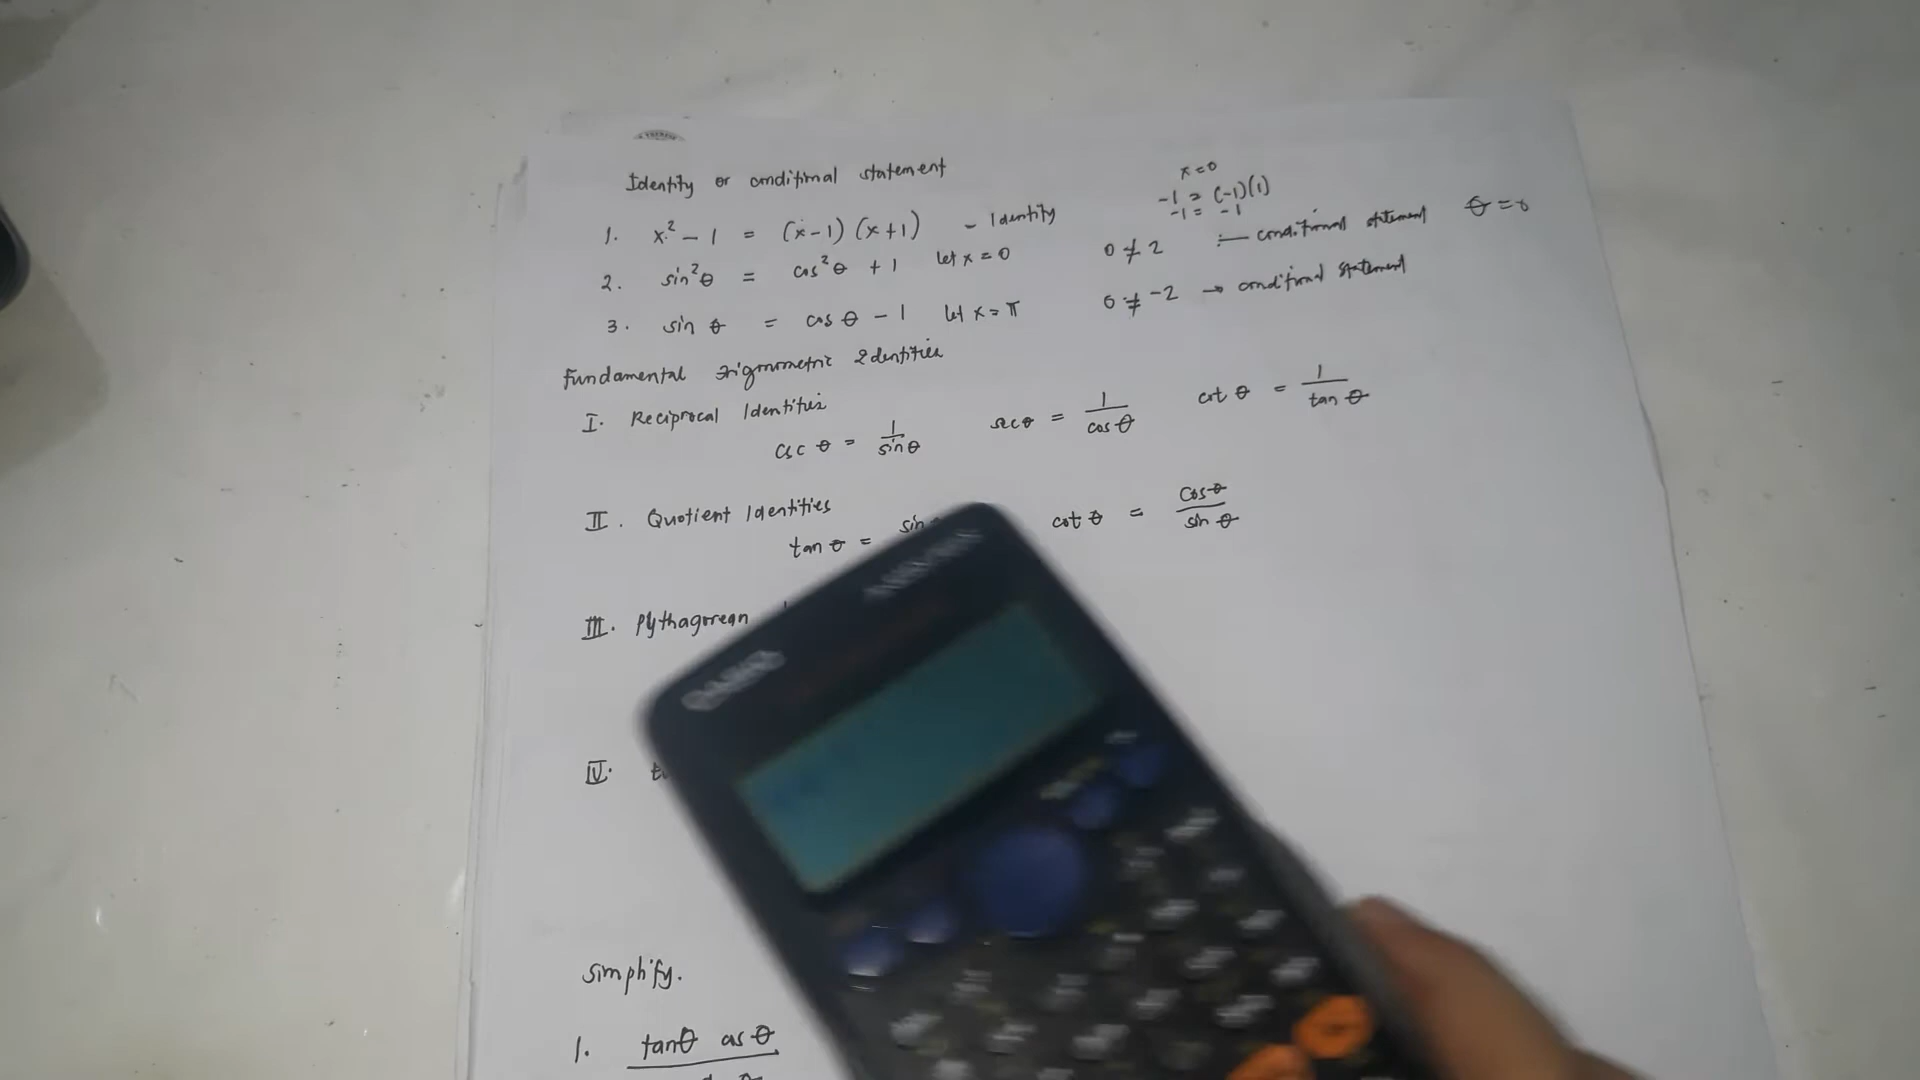 Identity or conditional statement
x=0
-1 = (-1)(1)
-1 = -1
1. x² - 1 = (x-1) (x+1) - Identity
2. sin²θ = cos²θ + 1 let x = 0 0 ≠ 2 conditional statement θ = 0
3. sin θ = cos θ - 1 let x = π 0 ≠ -2 → conditional statement
Fundamental Trigonometric Identities
I. Reciprocal Identities
csc θ = 1/sin θ sec θ = 1/cos θ cot θ = 1/tan θ
II. Quotient Identities
tan θ = sin cot θ = cos θ/sin θ
III. Pythagorean
IV.
simplify.
1. tanθ cos θ